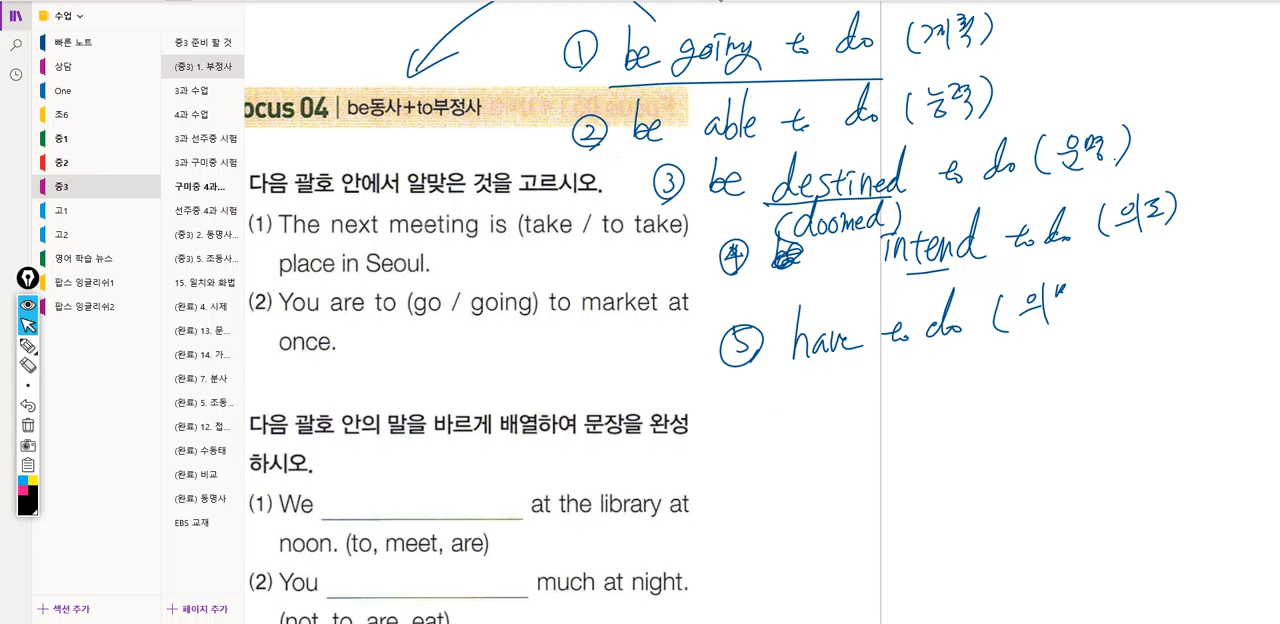 수업
빠른 노트
상담
One
초6
중1
중2
중3
고1
고2
영어 학습 뉴스
팝스 잉글리쉬1
팝스 잉글리쉬2
섹션 추가
중3 준비 할 것
(중3) 1. 부정사
3과 수업
4과 수업
3과 선주중 시험
3과 구미중 시험
구미중 4과...
선주중 4과 시험
(중3) 2. 동명사...
(중3) 5. 조동사...
15. 일치와 화법
(완료) 4. 시제
(완료) 13. 문...
(완료) 14. 가...
(완료) 7. 분사
(완료) 5. 조동...
(완료) 12. 접...
(완료) 수동태
(완료) 비교
(완료) 동명사
EBS 교재
페이지 추가
ocus 04 | be동사+to부정사
다음 괄호 안에서 알맞은 것을 고르시오.
(1) The next meeting is (take / to take)
place in Seoul.
(2) You are to (go / going) to market at
once.
다음 괄호 안의 말을 바르게 배열하여 문장을 완성
하시오.
(1) We ____ at the library at
noon. (to, meet, are)
(2) You ____ much at night.
(not, to, are, eat)
① be going to do (계획)
② be able to do (능력)
③ be destined to do (운명)
(doomed)
④ intend to do (의도)
⑤ have to do (의